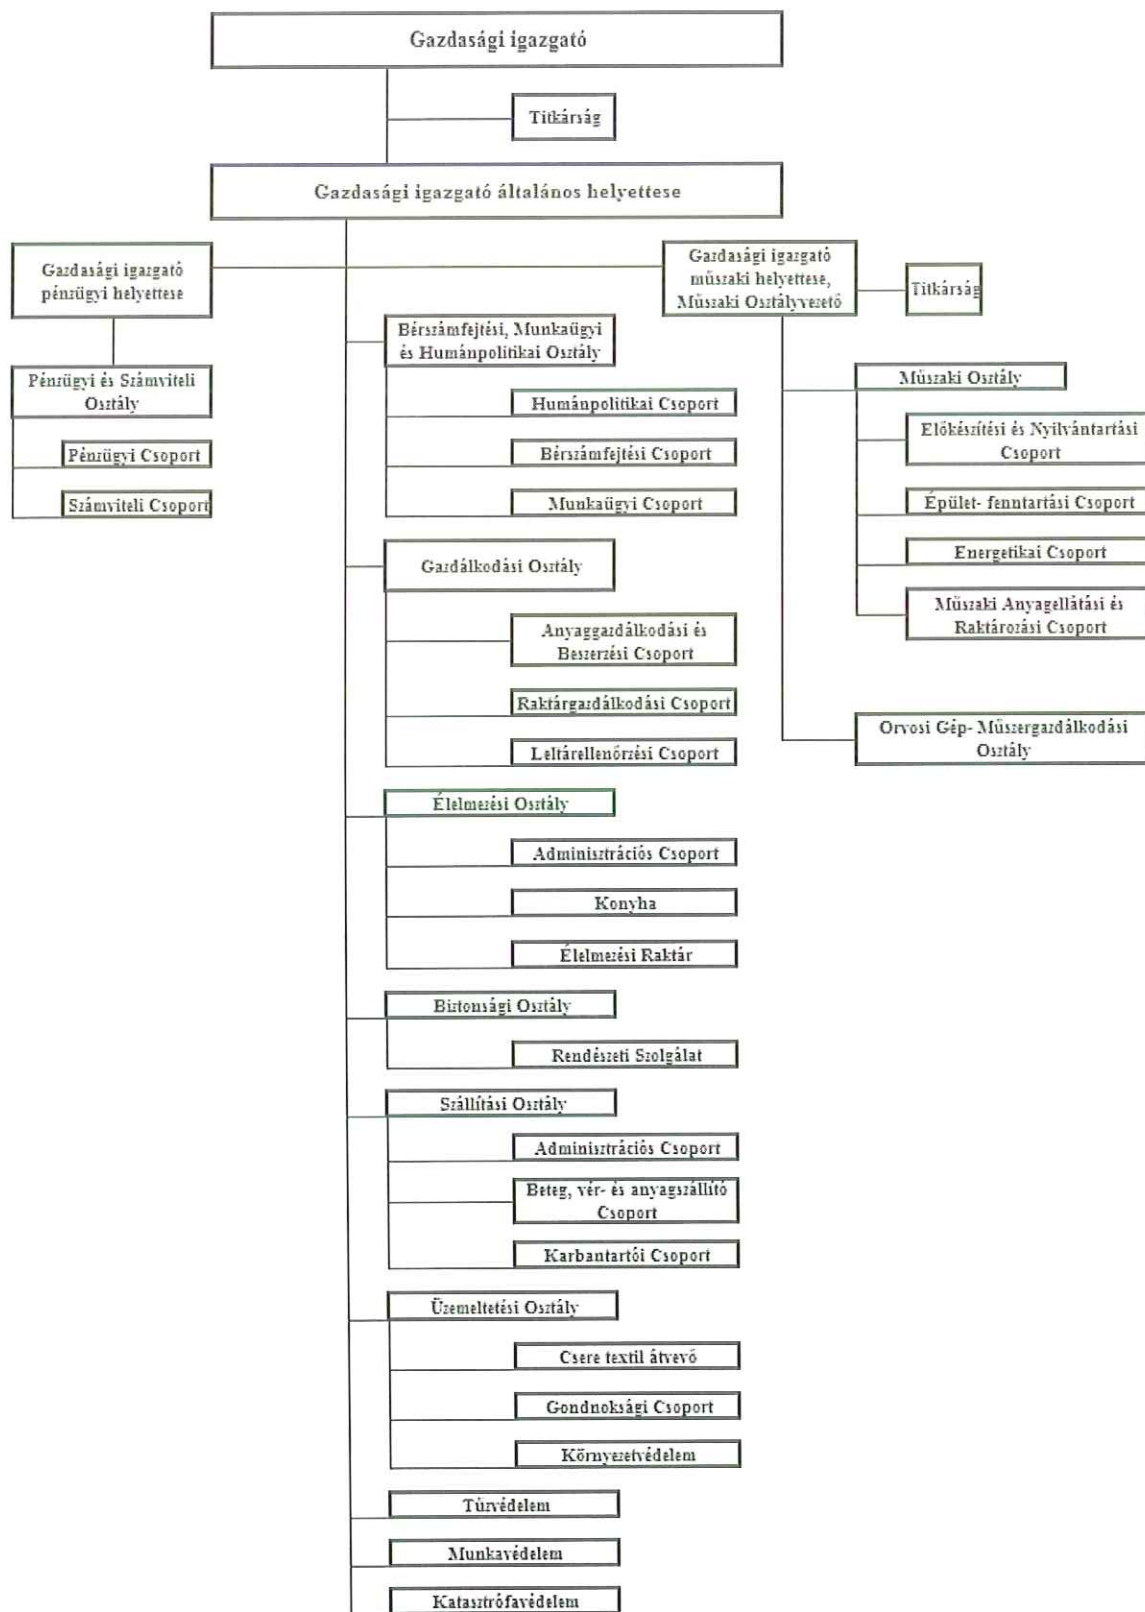 Gazdasági igazgató
Titkárság
Gazdasági igazgató általános helyettese
Gazdasági igazgató
pénzügyi helyettese
Gazdasági igazgató
műszaki helyettese,
Műszaki Osztályvezető
Titkárság
Pénzügyi és Számviteli
Osztály
Pénzügyi Csoport
Számviteli Csoport
Bérszámfejtési, Munkaügyi
és Humánpolitikai Osztály
Humánpolitikai Csoport
Bérszámfejtési Csoport
Munkaügyi Csoport
Gazdálkodási Osztály
Anyaggazdálkodási és
Beszerzési Csoport
Raktárgazdálkodási Csoport
Leltárellenőrzési Csoport
Élelmezési Osztály
Adminisztrációs Csoport
Konyha
Élelmezési Raktár
Biztonsági Osztály
Rendészeti Szolgálat
Szállítási Osztály
Adminisztrációs Csoport
Beteg, vér- és anyagszállító
Csoport
Karbantartói Csoport
Üzemeltetési Osztály
Csere textil átvevő
Gondnoksági Csoport
Környezetvédelem
Tűzvédelem
Munkavédelem
Katasztrófavédelem
Műszaki Osztály
Előkészítési és Nyilvántartási
Csoport
Épület- fenntartási Csoport
Energetikai Csoport
Műszaki Anyagellátási és
Raktározási Csoport
Orvosi Gép- Műszergazdálkodási
Osztály